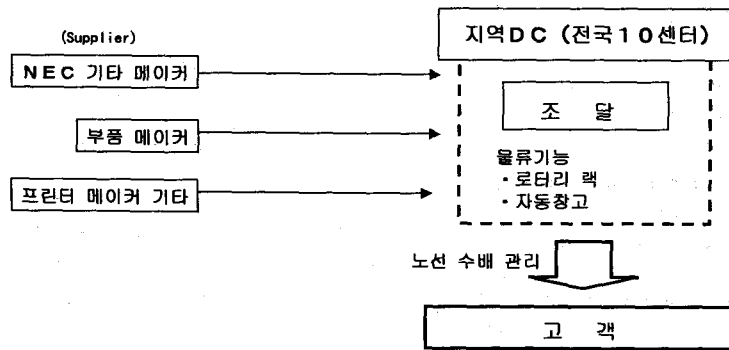 (Supplier)
NEC 기타 메이커
부품 메이커
프린터 메이커 기타
지역DC (전국10센터)
조 달
물류기능
・로터리 랙
・자동창고
노선 수배 관리
고 객